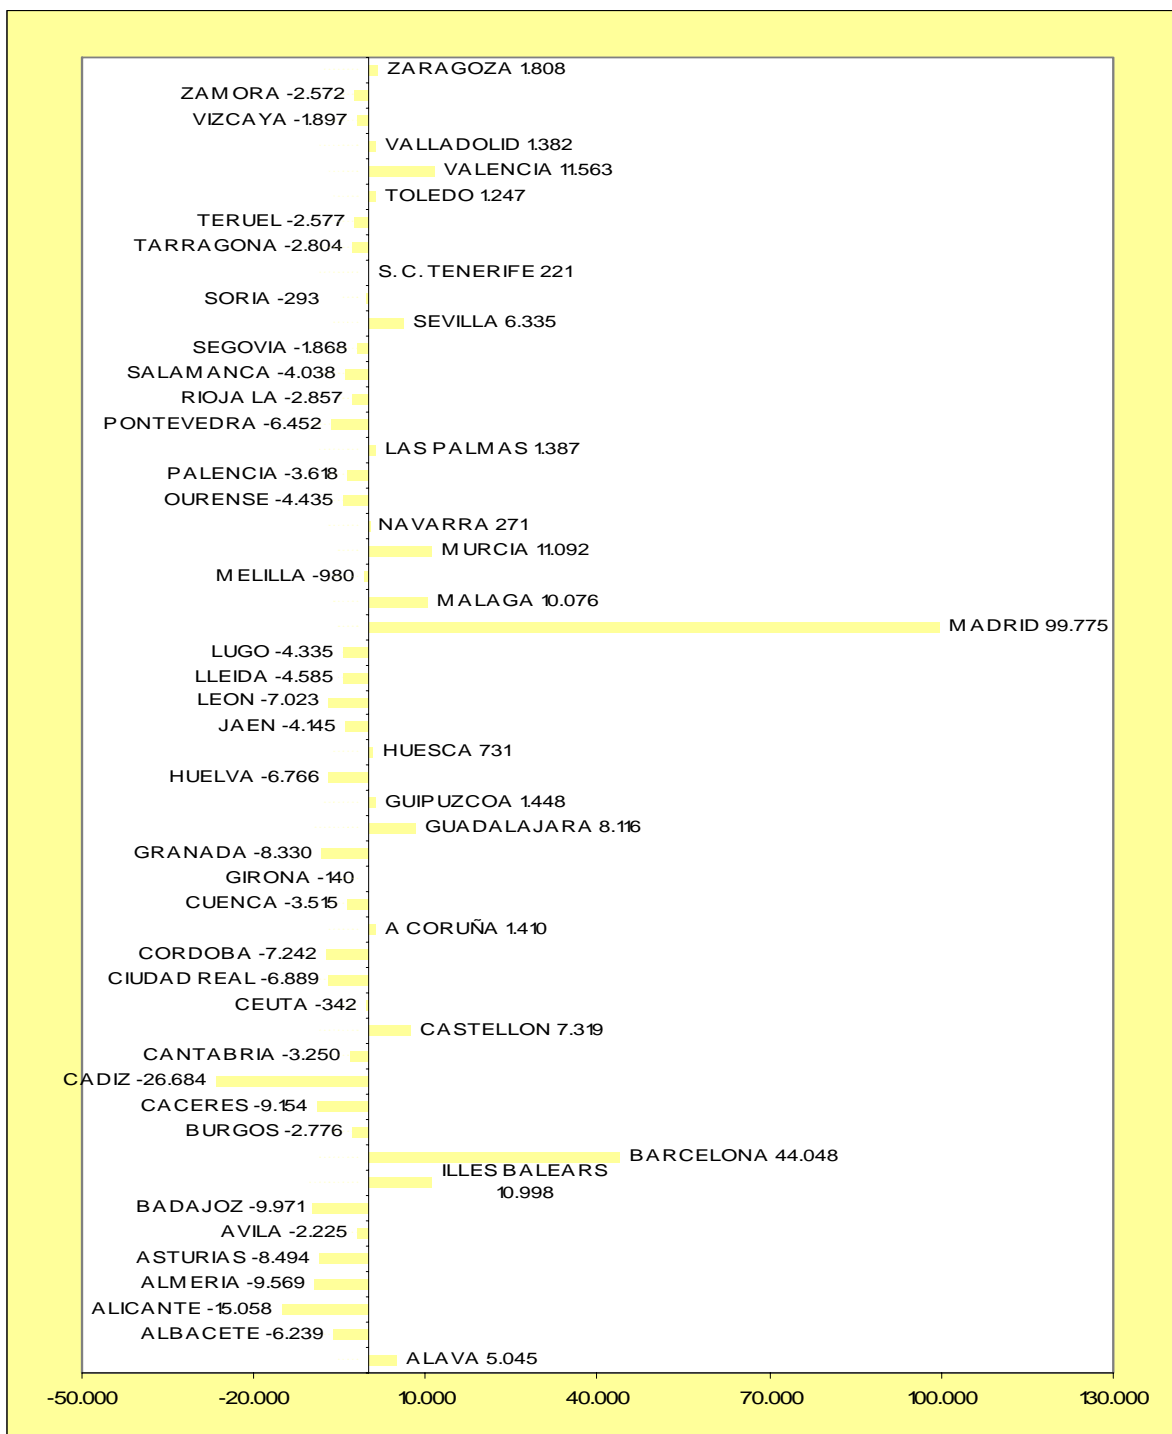 ZARAGOZA 1.808
ZAMORA -2.572
VIZCAYA -1.897
VALLADOLID 1.382
VALENCIA 11.563
TOLEDO 1.247
TERUEL -2.577
TARRAGONA -2.804
S.C.TENERIFE 221
SORIA -293
SEVILLA 6.335
SEGOVIA -1.868
SALAMANCA -4.038
RIOJA LA -2.857
PONTEVEDRA -6.452
LAS PALMAS 1.387
PALENCIA -3.618
OURENSE -4.435
NAVARRA 271
MURCIA 11.092
MELILLA -980
MALAGA 10.076
MADRID 99.775
LUGO -4.335
LLEIDA -4.585
LEON -7.023
JAEN -4.145
HUESCA 731
HUELVA -6.766
GUIPUZCOA 1.448
GUADALAJARA 8.116
GRANADA -8.330
GIRONA -140
CUENCA -3.515
A CORUÑA 1.410
CORDOBA -7.242
CIUDAD REAL -6.889
CEUTA -342
CASTELLON 7.319
CANTABRIA -3.250
CADIZ -26.684
CACERES -9.154
BURGOS -2.776
BARCELONA 44.048
ILLES BALEARS
10.998
BADAJOZ -9.971
AVILA -2.225
ASTURIAS -8.494
ALMERIA -9.569
ALICANTE -15.058
ALBACETE -6.239
ALAVA 5.045
-50.000 -20.000 10.000 40.000 70.000 100.000 130.000